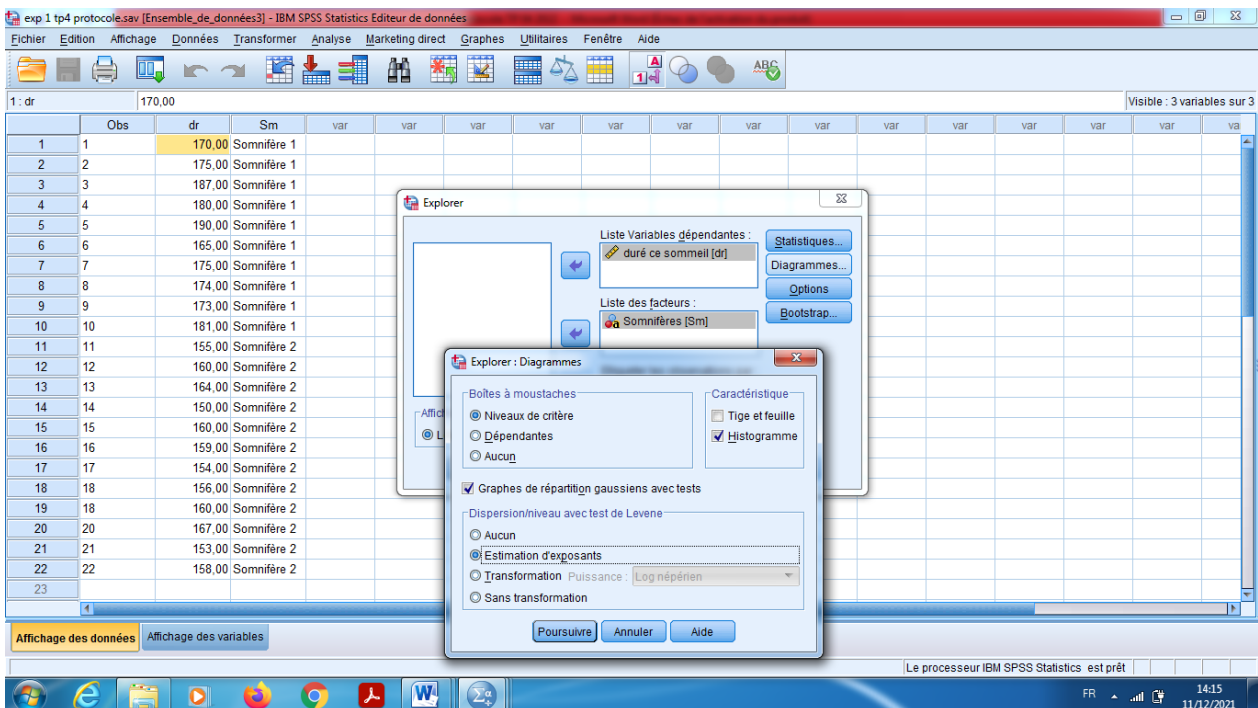 exp 1 tp4 protocole.sav [Ensemble_de_données3] - IBM SPSS Statistics Editeur de données
Fichier Edition Affichage Données Transformer Analyse Marketing direct Graphes Utilitaires Fenêtre Aide
1 : dr 170,00 Visible : 3 variables sur 3
Obs dr Sm var var var var var var var var var var var var var va
1 1 170,00 Somnifère 1
2 2 175,00 Somnifère 1
3 3 187,00 Somnifère 1
4 4 180,00 Somnifère 1
5 5 190,00 Somnifère 1
6 6 165,00 Somnifère 1
7 7 175,00 Somnifère 1
8 8 174,00 Somnifère 1
9 9 173,00 Somnifère 1
10 10 181,00 Somnifère 1
11 11 155,00 Somnifère 2
12 12 160,00 Somnifère 2
13 13 164,00 Somnifère 2
14 14 150,00 Somnifère 2
15 15 160,00 Somnifère 2
16 16 159,00 Somnifère 2
17 17 154,00 Somnifère 2
18 18 156,00 Somnifère 2
19 18 160,00 Somnifère 2
20 20 167,00 Somnifère 2
21 21 153,00 Somnifère 2
22 22 158,00 Somnifère 2
23
Explorer
Liste Variables dépendantes :
duré ce sommeil [dr]
Liste des facteurs :
Somnifères [Sm]
Statistiques...
Diagrammes...
Options
Bootstrap...
Affich
L
Explorer : Diagrammes
Boîtes à moustaches
Niveaux de critère
Dépendantes
Aucun
Caractéristique
Tige et feuille
Histogramme
Graphes de répartition gaussiens avec tests
Dispersion/niveau avec test de Levene
Aucun
Estimation d'exposants
Transformation Puissance : Log népérien
Sans transformation
Poursuivre Annuler Aide
Affichage des données Affichage des variables
Le processeur IBM SPSS Statistics est prêt
FR 14:15
11/12/2021